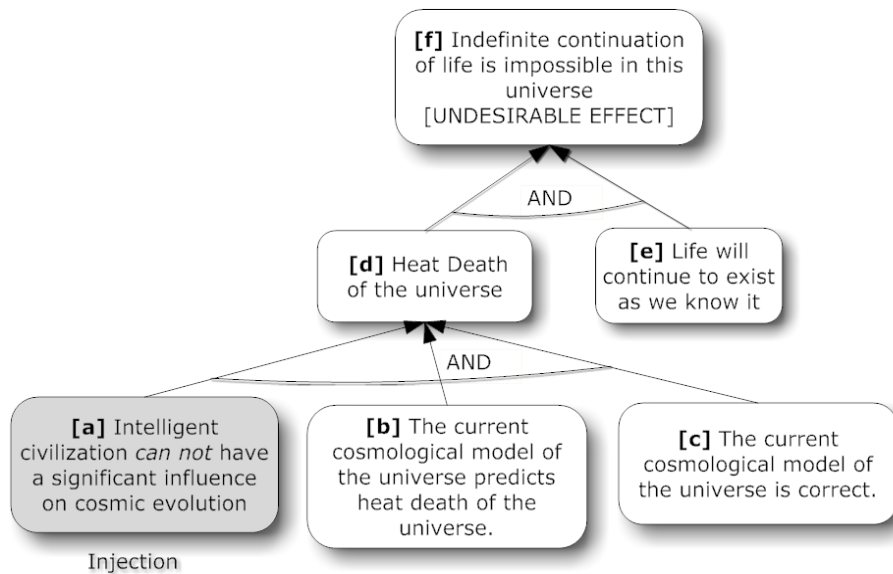 [f] Indefinite continuation
of life is impossible in this
universe
[UNDESIRABLE EFFECT]
AND
[d] Heat Death
of the universe
[e] Life will
continue to exist
as we know it
AND
[a] Intelligent
civilization can not have
a significant influence
on cosmic evolution
[b] The current
cosmological model of
the universe predicts
heat death of the
universe.
[c] The current
cosmological model of
the universe is correct.
Injection